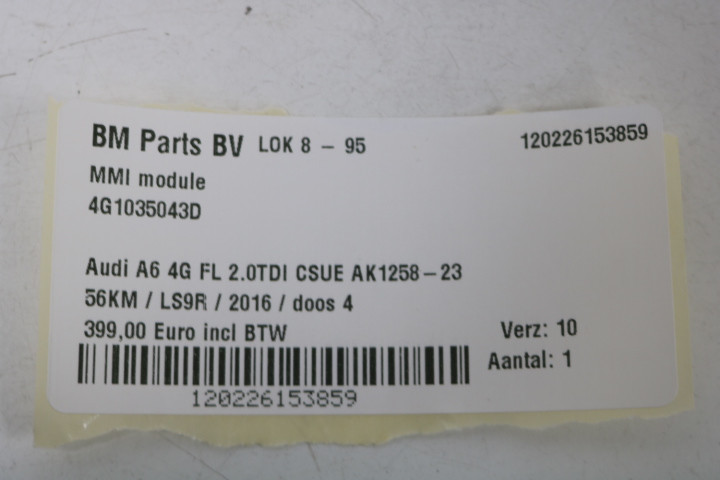 BM Parts BV LOK 8 - 95 120226153859
MMI module
4G1035043D
Audi A6 4G FL 2.0TDI CSUE AK1258-23
56KM / LS9R / 2016 / doos 4
399,00 Euro incl BTW Verz: 10
Aantal: 1
120226153859